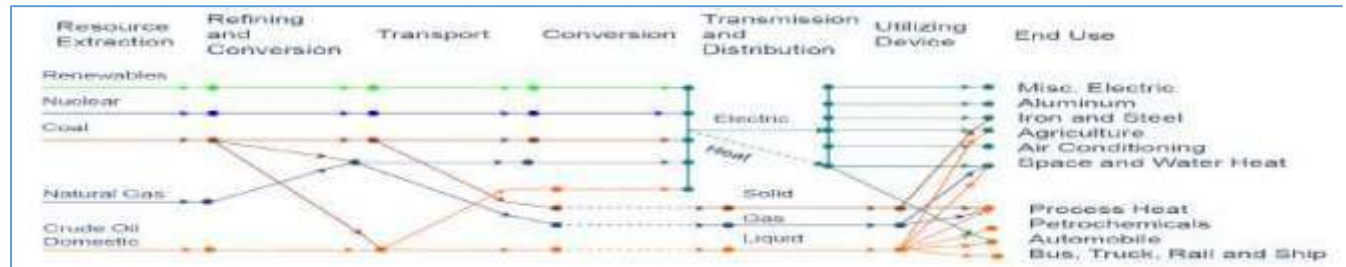 Resource
Extraction
Refining
and
Conversion
Transport
Conversion
Transmission
and
Distribution
Utilizing
Device
End Use
Renewables
Nuclear
Coal
Natural Gas
Crude Oil
Domestic
Electric
Heat
Solid
Gas
Liquid
Misc. Electric
Aluminum
Iron and Steel
Agriculture
Air Conditioning
Space and Water Heat
Process Heat
Petrochemicals
Automobile
Bus, Truck, Rail and Ship